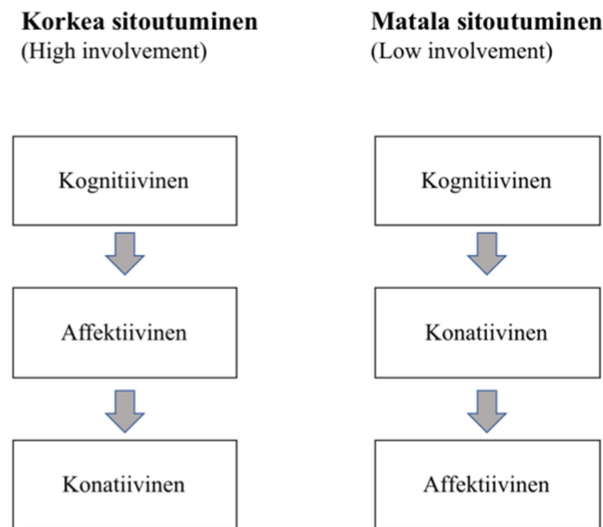 Korkea sitoutuminen
(High involvement)
Kognitiivinen
Affektiivinen
Konatiivinen
Matala sitoutuminen
(Low involvement)
Kognitiivinen
Konatiivinen
Affektiivinen